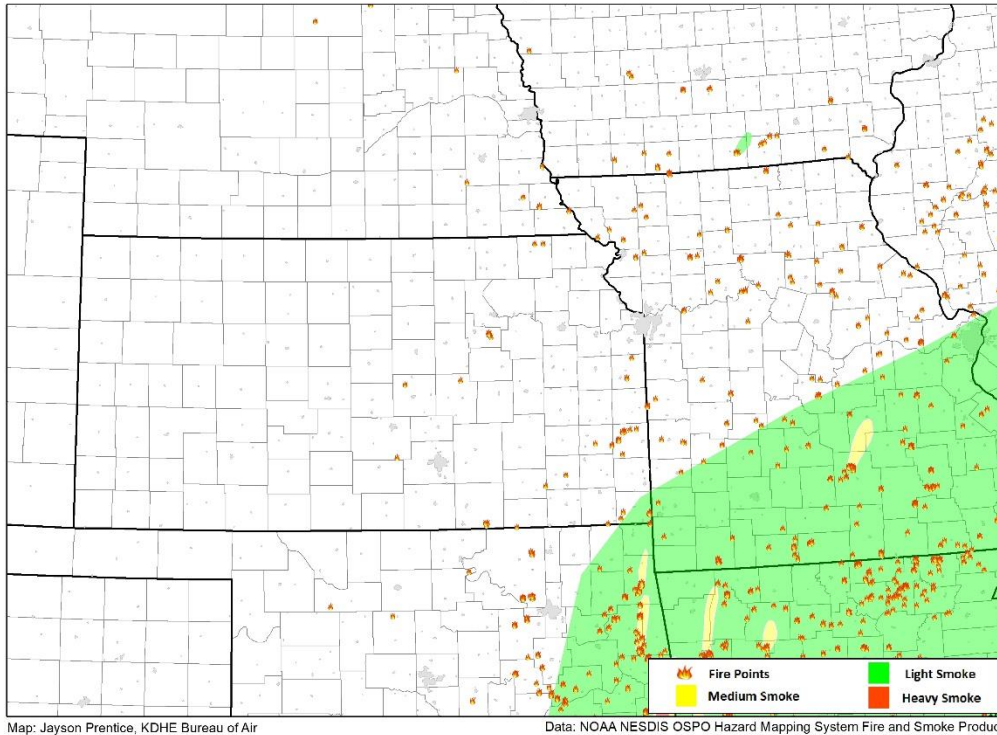 Fire Points
Light Smoke
Medium Smoke
Heavy Smoke
Map: Jayson Prentice, KDHE Bureau of Air
Data: NOAA NESDIS OSPO Hazard Mapping System Fire and Smoke Produc